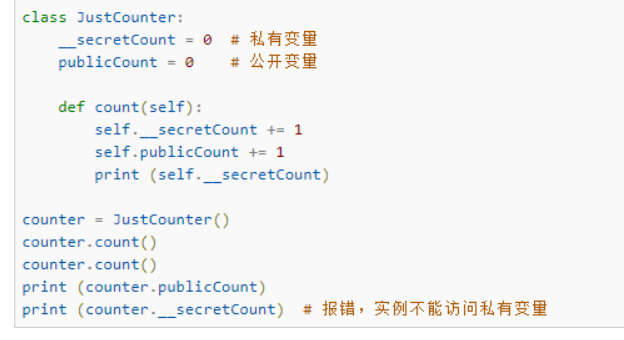 class JustCounter:
    __secretCount = 0  # 私有变量
    publicCount = 0    # 公开变量
    def count(self):
        self.__secretCount += 1
        self.publicCount += 1
        print (self.__secretCount)
counter = JustCounter()
counter.count()
counter.count()
print (counter.publicCount)
print (counter.__secretCount)  # 报错，实例不能访问私有变量